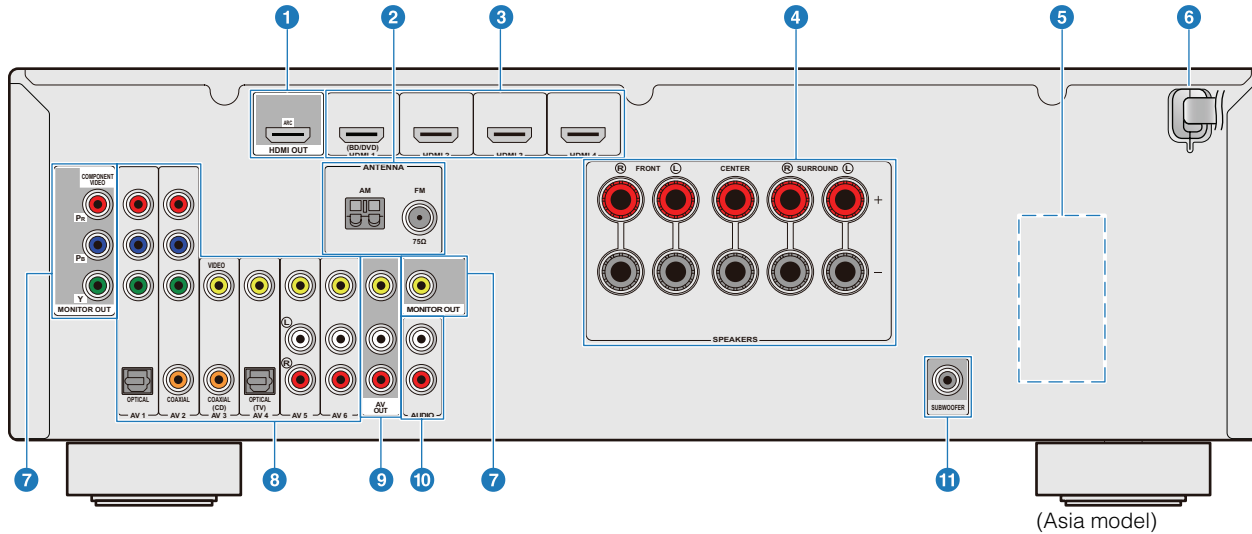 1 2 3 4 5 6
ARC
HDMI OUT
(BD/DVD)
HDMI 1 HDMI 2 HDMI 3 HDMI 4
ANTENNA
AM FM
75Ω
R FRONT L CENTER R SURROUND L
+
−
SPEAKERS
COMPONENT
VIDEO
PR
PB
Y
MONITOR OUT
VIDEO
MONITOR OUT
L
R
OPTICAL COAXIAL COAXIAL OPTICAL
(CD) (TV)
AV 1 AV 2 AV 3 AV 4 AV 5 AV 6
AV
OUT
AUDIO
SUBWOOFER
7 8 9 10 7 11
(Asia model)